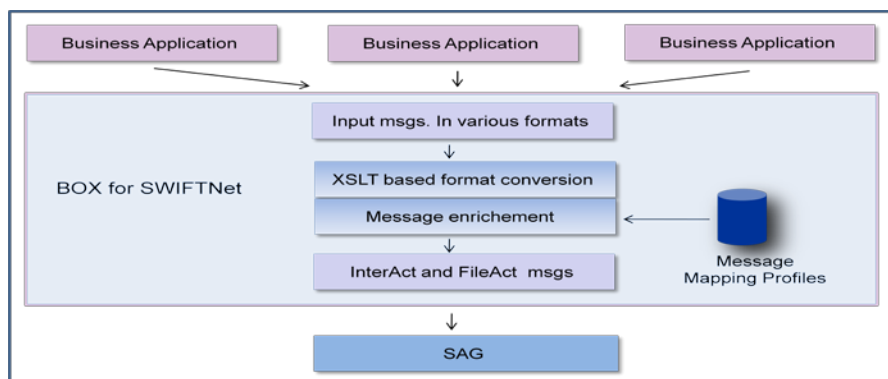 Business Application
Business Application
Business Application
Input msgs. In various formats
XSLT based format conversion
BOX for SWIFTNet
Message enrichement
InterAct and FileAct msgs
Message
Mapping Profiles
SAG